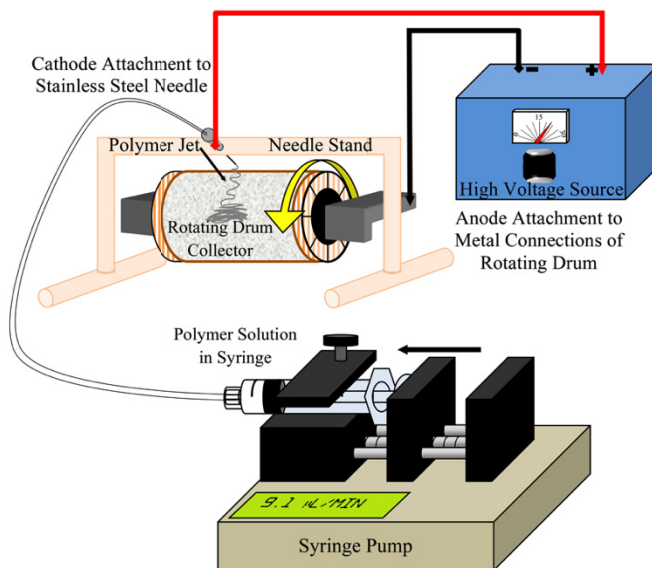 Cathode Attachment to
Stainless Steel Needle
- +
15
Polymer Jet
Needle Stand
High Voltage Source
Rotating Drum
Collector
Anode Attachment to
Metal Connections of
Rotating Drum
Polymer Solution
in Syringe
9.1 µL/MIN
Syringe Pump